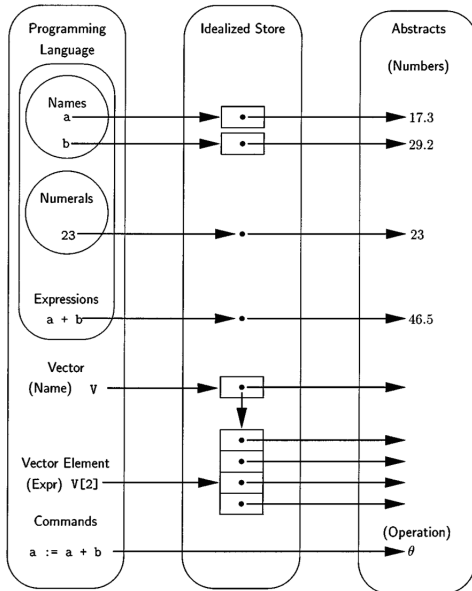 Programming
Language
Idealized Store
Abstracts
(Numbers)
Names
a
17.3
b
29.2
Numerals
23
23
Expressions
a + b
46.5
Vector
(Name) V
Vector Element
(Expr) V[2]
Commands
(Operation)
a := a + b
θ